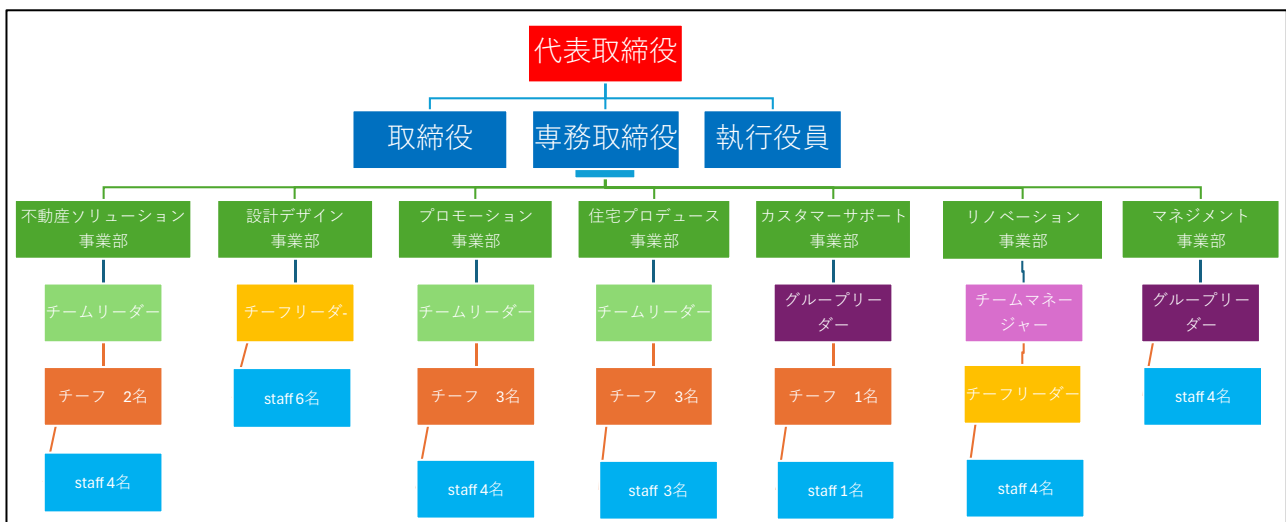 代表取締役
取締役
専務取締役
執行役員
不動産ソリューション
事業部
設計デザイン
事業部
プロモーション
事業部
住宅プロデュース
事業部
カスタマーサポート
事業部
リノベーション
事業部
マネジメント
事業部
チームリーダー
チーフリーダ-
チームリーダー
チームリーダー
グループリー
ダー
チームマネー
ジャー
グループリー
ダー
チーフ　2名
staff 6名
チーフ　3名
チーフ　3名
チーフ　1名
チーフリーダー
staff 4名
staff 4名
staff 4名
staff 3名
staff 1名
staff 4名